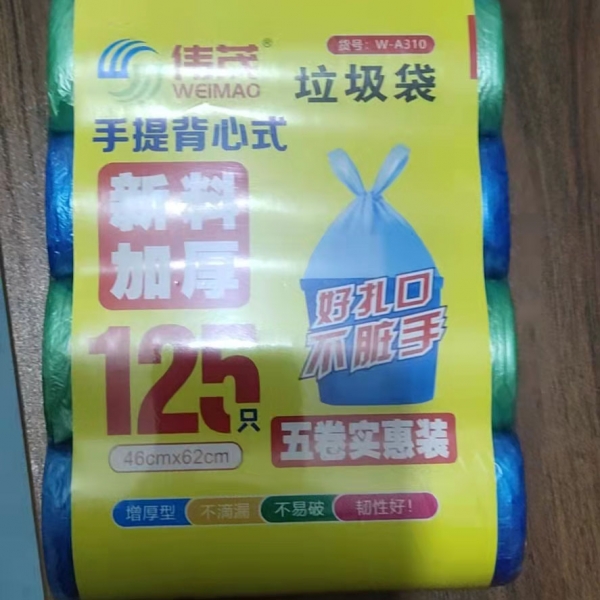 袋号：W-A310
伟茂®
WEIMAO
垃圾袋
手提背心式
新料
加厚
好扎口
不脏手
125只
46cmx62cm
五卷实惠装
增厚型 不滴漏 不易破 韧性好！